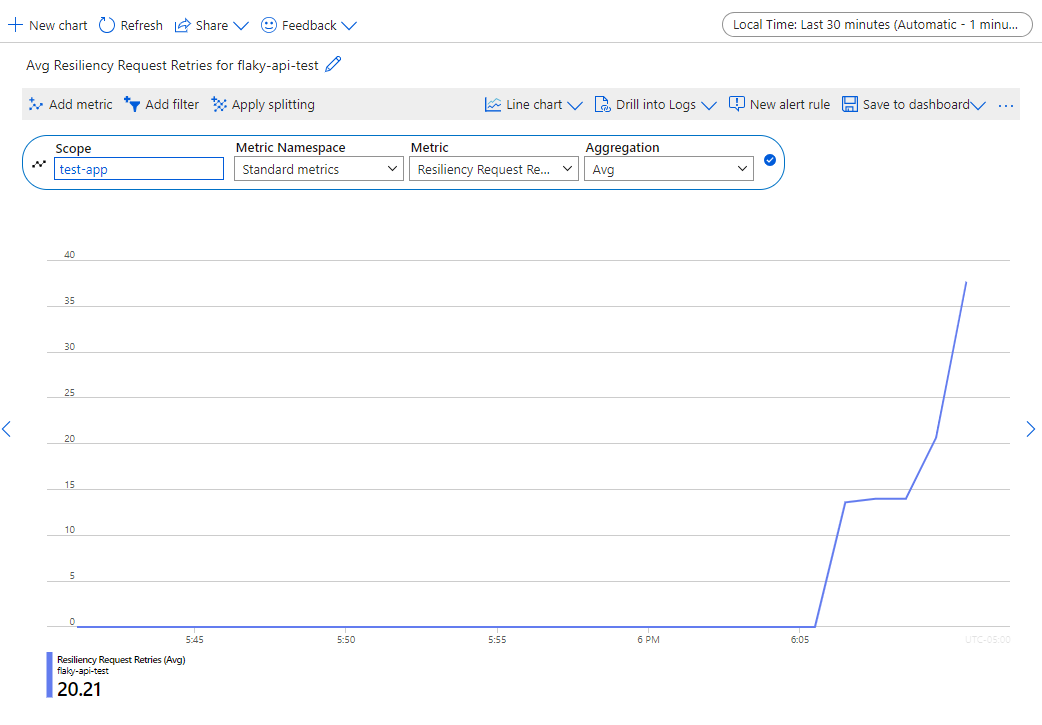 New chart Refresh Share Feedback Local Time: Last 30 minutes (Automatic - 1 minu...
Avg Resiliency Request Retries for flaky-api-test
Add metric Add filter Apply splitting Line chart Drill into Logs New alert rule Save to dashboard ...
Scope Metric Namespace Metric Aggregation
test-app Standard metrics Resiliency Request Re... Avg
40
35
30
25
20
15
10
5
0
5:45 5:50 5:55 6 PM 6:05 UTC-05:00
Resiliency Request Retries (Avg)
flaky-api-test
20.21